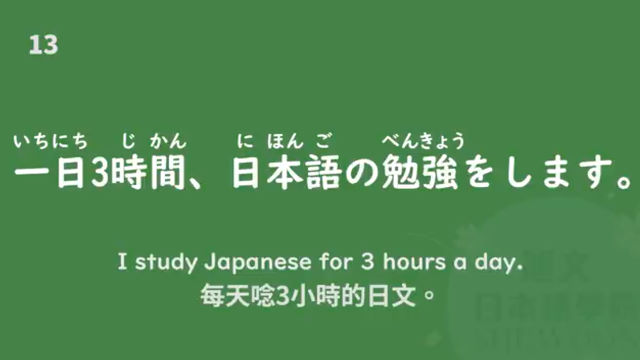 13
いちにち じ かん に ほん ご べんきょう
一日3時間、日本語の勉強をします。
I study Japanese for 3 hours a day.
每天唸3小時的日文。